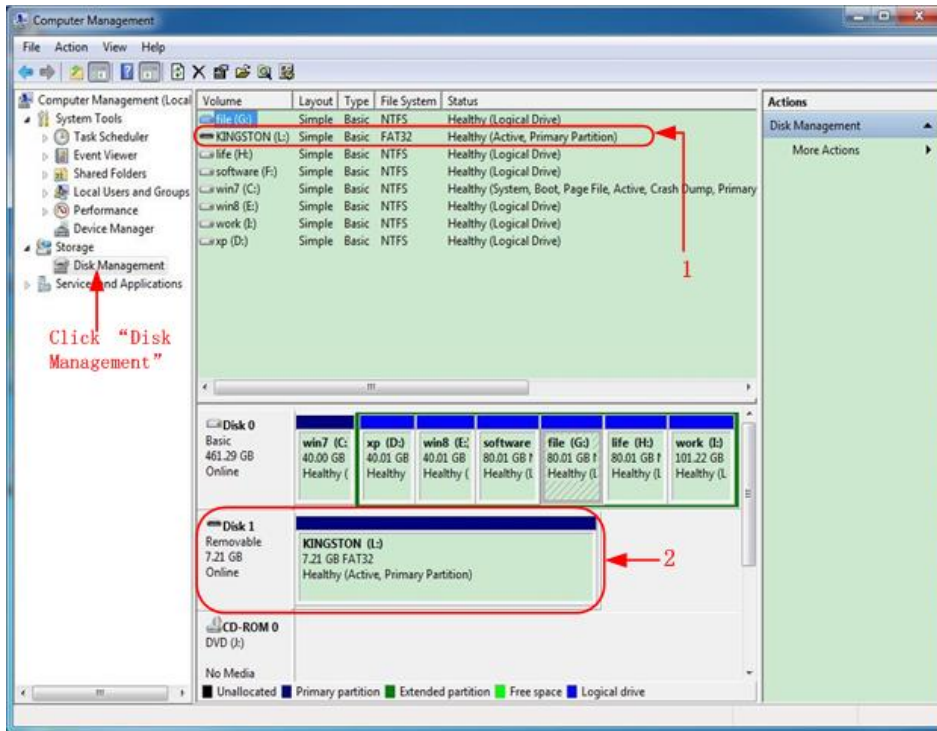 Computer Management
File Action View Help
Computer Management (Local
System Tools
Task Scheduler
Event Viewer
Shared Folders
Local Users and Groups
Performance
Device Manager
Storage
Disk Management
Services and Applications
Click “Disk
Management”
Volume Layout Type File System Status
file (G:) Simple Basic NTFS Healthy (Logical Drive)
KINGSTON (L:) Simple Basic FAT32 Healthy (Active, Primary Partition)
life (H:) Simple Basic NTFS Healthy (Logical Drive)
software (F:) Simple Basic NTFS Healthy (Logical Drive)
win7 (C:) Simple Basic NTFS Healthy (System, Boot, Page File, Active, Crash Dump, Primary
win8 (E:) Simple Basic NTFS Healthy (Logical Drive)
work (I:) Simple Basic NTFS Healthy (Logical Drive)
xp (D:) Simple Basic NTFS Healthy (Logical Drive)
1
Actions
Disk Management
More Actions
Disk 0
Basic
461.29 GB
Online
win7 (C: xp (D:) win8 (E: software file (G:) life (H:) work (I:)
40.00 GB 40.01 GB 40.01 GB 80.01 GB 80.01 GB 80.01 GB 101.22 GB
Healthy ( Healthy Healthy ( Healthy (L Healthy (L Healthy (L Healthy (L
Disk 1
Removable
7.21 GB
Online
KINGSTON (L:)
7.21 GB FAT32
Healthy (Active, Primary Partition)
2
CD-ROM 0
DVD (J:)
No Media
Unallocated Primary partition Extended partition Free space Logical drive